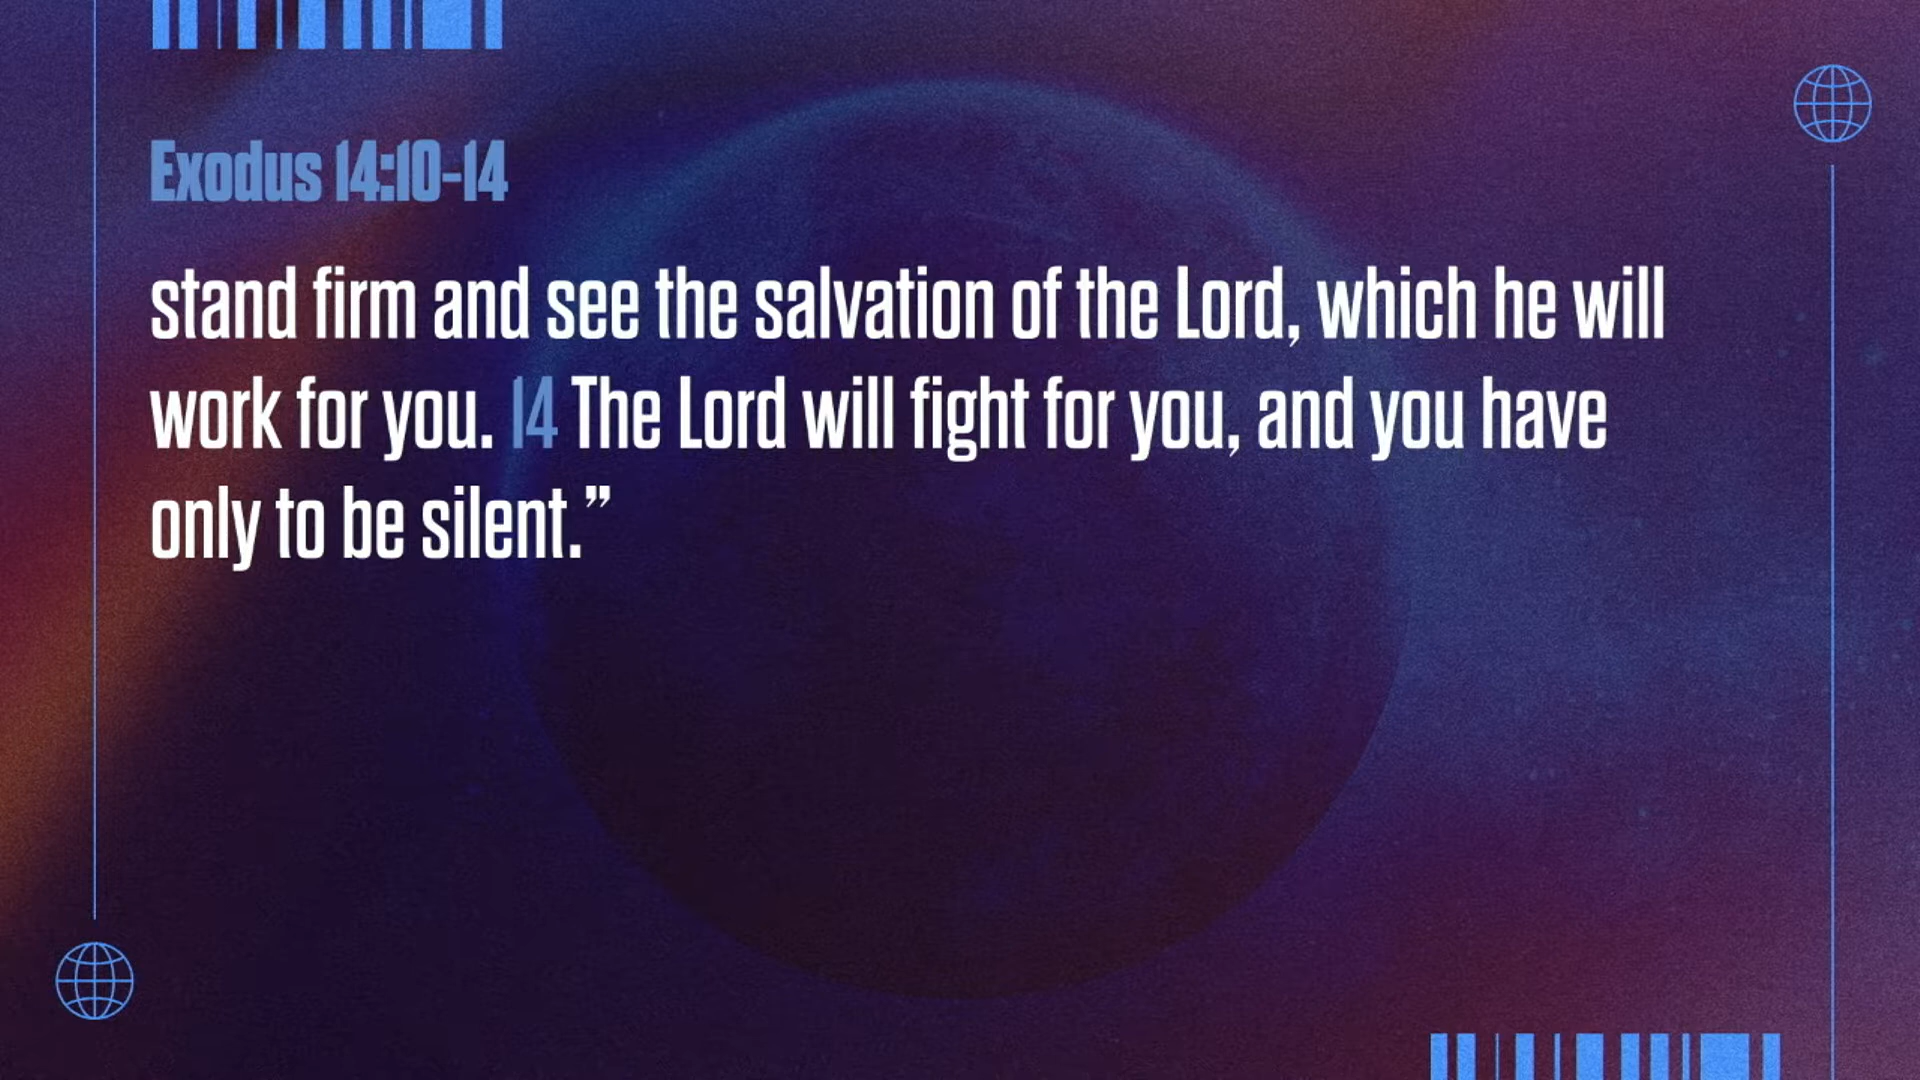 Exodus 14:10-14
stand firm and see the salvation of the Lord, which he will
work for you. 14 The Lord will fight for you, and you have
only to be silent.”